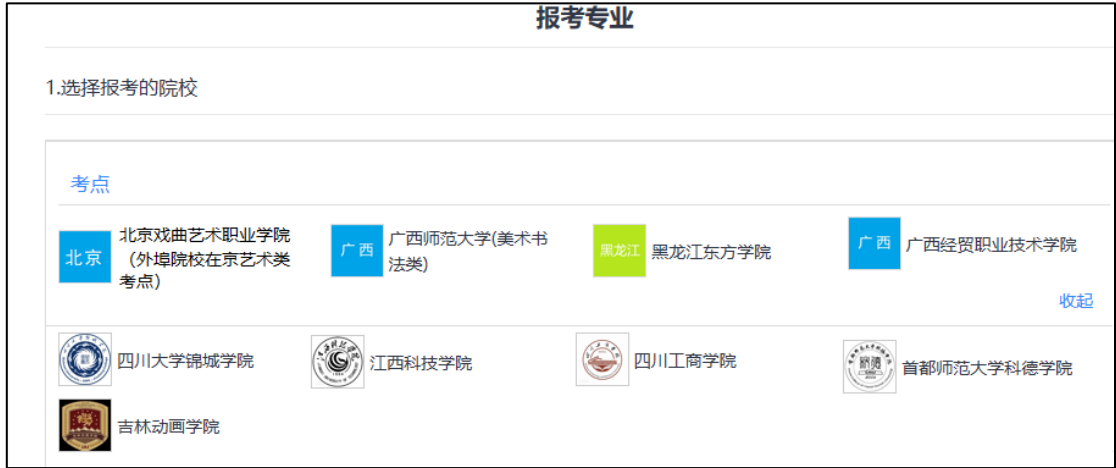 报考专业
1.选择报考的院校
考点
北京
北京戏曲艺术职业学院
（外埠院校在京艺术类
考点）
广西
广西师范大学(美术书
法类)
黑龙江
黑龙江东方学院
广西
广西经贸职业技术学院
收起
四川大学锦城学院
江西科技学院
四川工商学院
首都师范大学科德学院
吉林动画学院